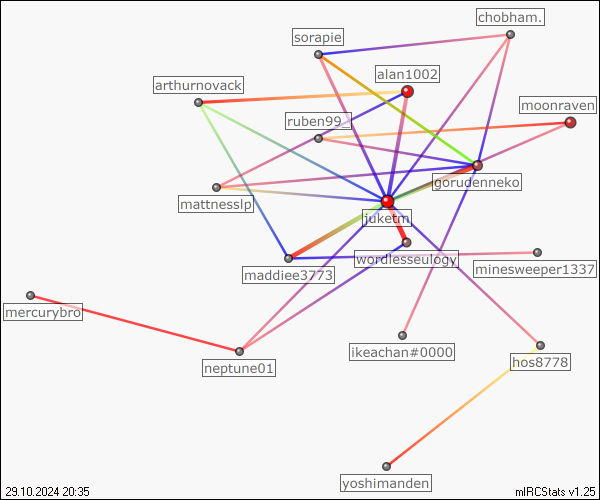 chobham.
sorapie
alan1002
arthurnovack
moonraven
ruben99_
gorudenneko
mattnesslp
juketm
wordlesseulogy
maddiee3773
minesweeper1337
mercurybro
ikeachan#0000
hos8778
neptune01
yoshimanden
29.10.2024 20:35
mIRCStats v1.25